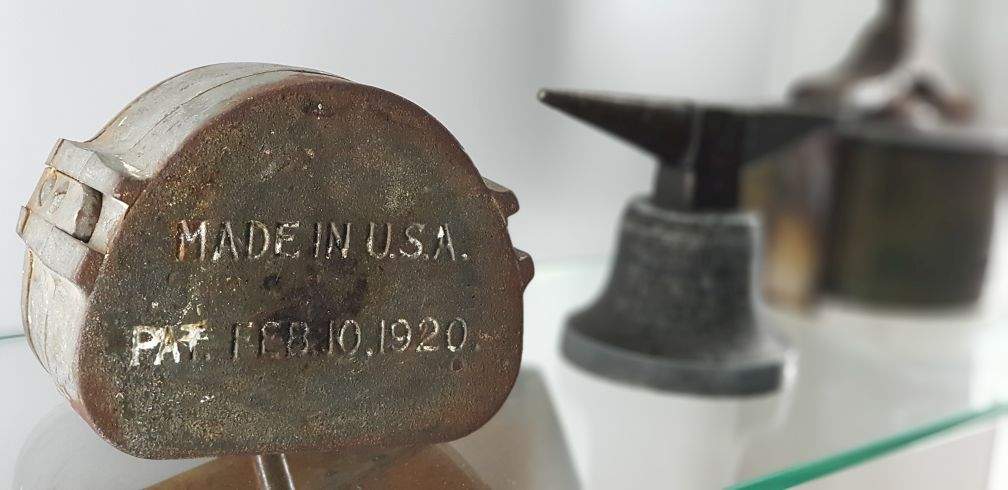 MADE IN U.S.A.
PAT. FEB.10,1920.